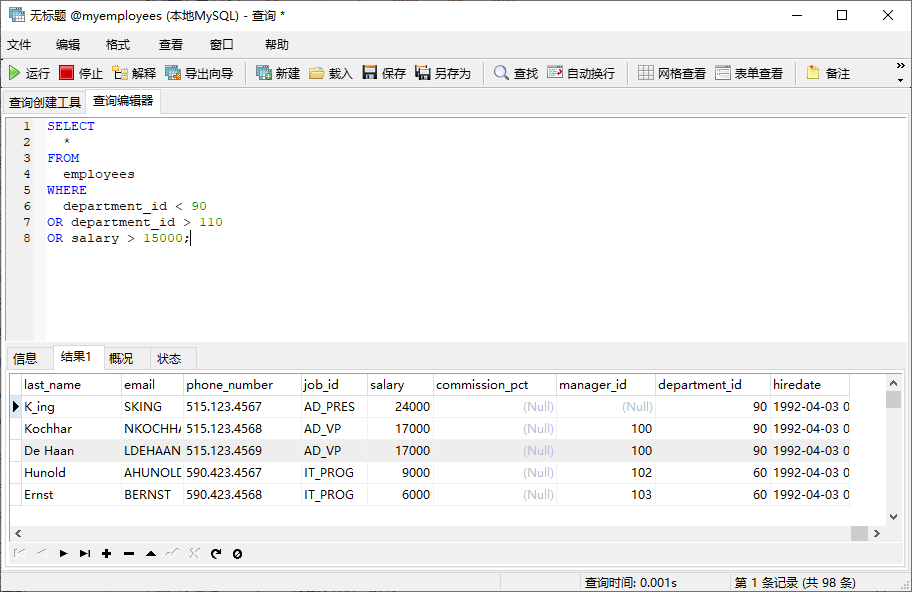 无标题 @myemployees (本地MySQL) - 查询 *
文件 编辑 格式 查看 窗口 帮助
运行 停止 解释 导出向导 新建 载入 保存 另存为 查找 自动换行 网格查看 表单查看 备注 »
查询创建工具 查询编辑器
1 SELECT
2 *
3 FROM
4 employees
5 WHERE
6 department_id < 90
7 OR department_id > 110
8 OR salary > 15000;
信息 结果1 概况 状态
last_name email phone_number job_id salary commission_pct manager_id department_id hiredate
K_ing SKING 515.123.4567 AD_PRES 24000 (Null) (Null) 90 1992-04-03 0
Kochhar NKOCHHA 515.123.4568 AD_VP 17000 (Null) 100 90 1992-04-03 0
De Haan LDEHAAN 515.123.4569 AD_VP 17000 (Null) 100 90 1992-04-03 0
Hunold AHUNOLD 590.423.4567 IT_PROG 9000 (Null) 102 60 1992-04-03 0
Ernst BERNST 590.423.4568 IT_PROG 6000 (Null) 103 60 1992-04-03 0
查询时间: 0.001s 第 1 条记录 (共 98 条)